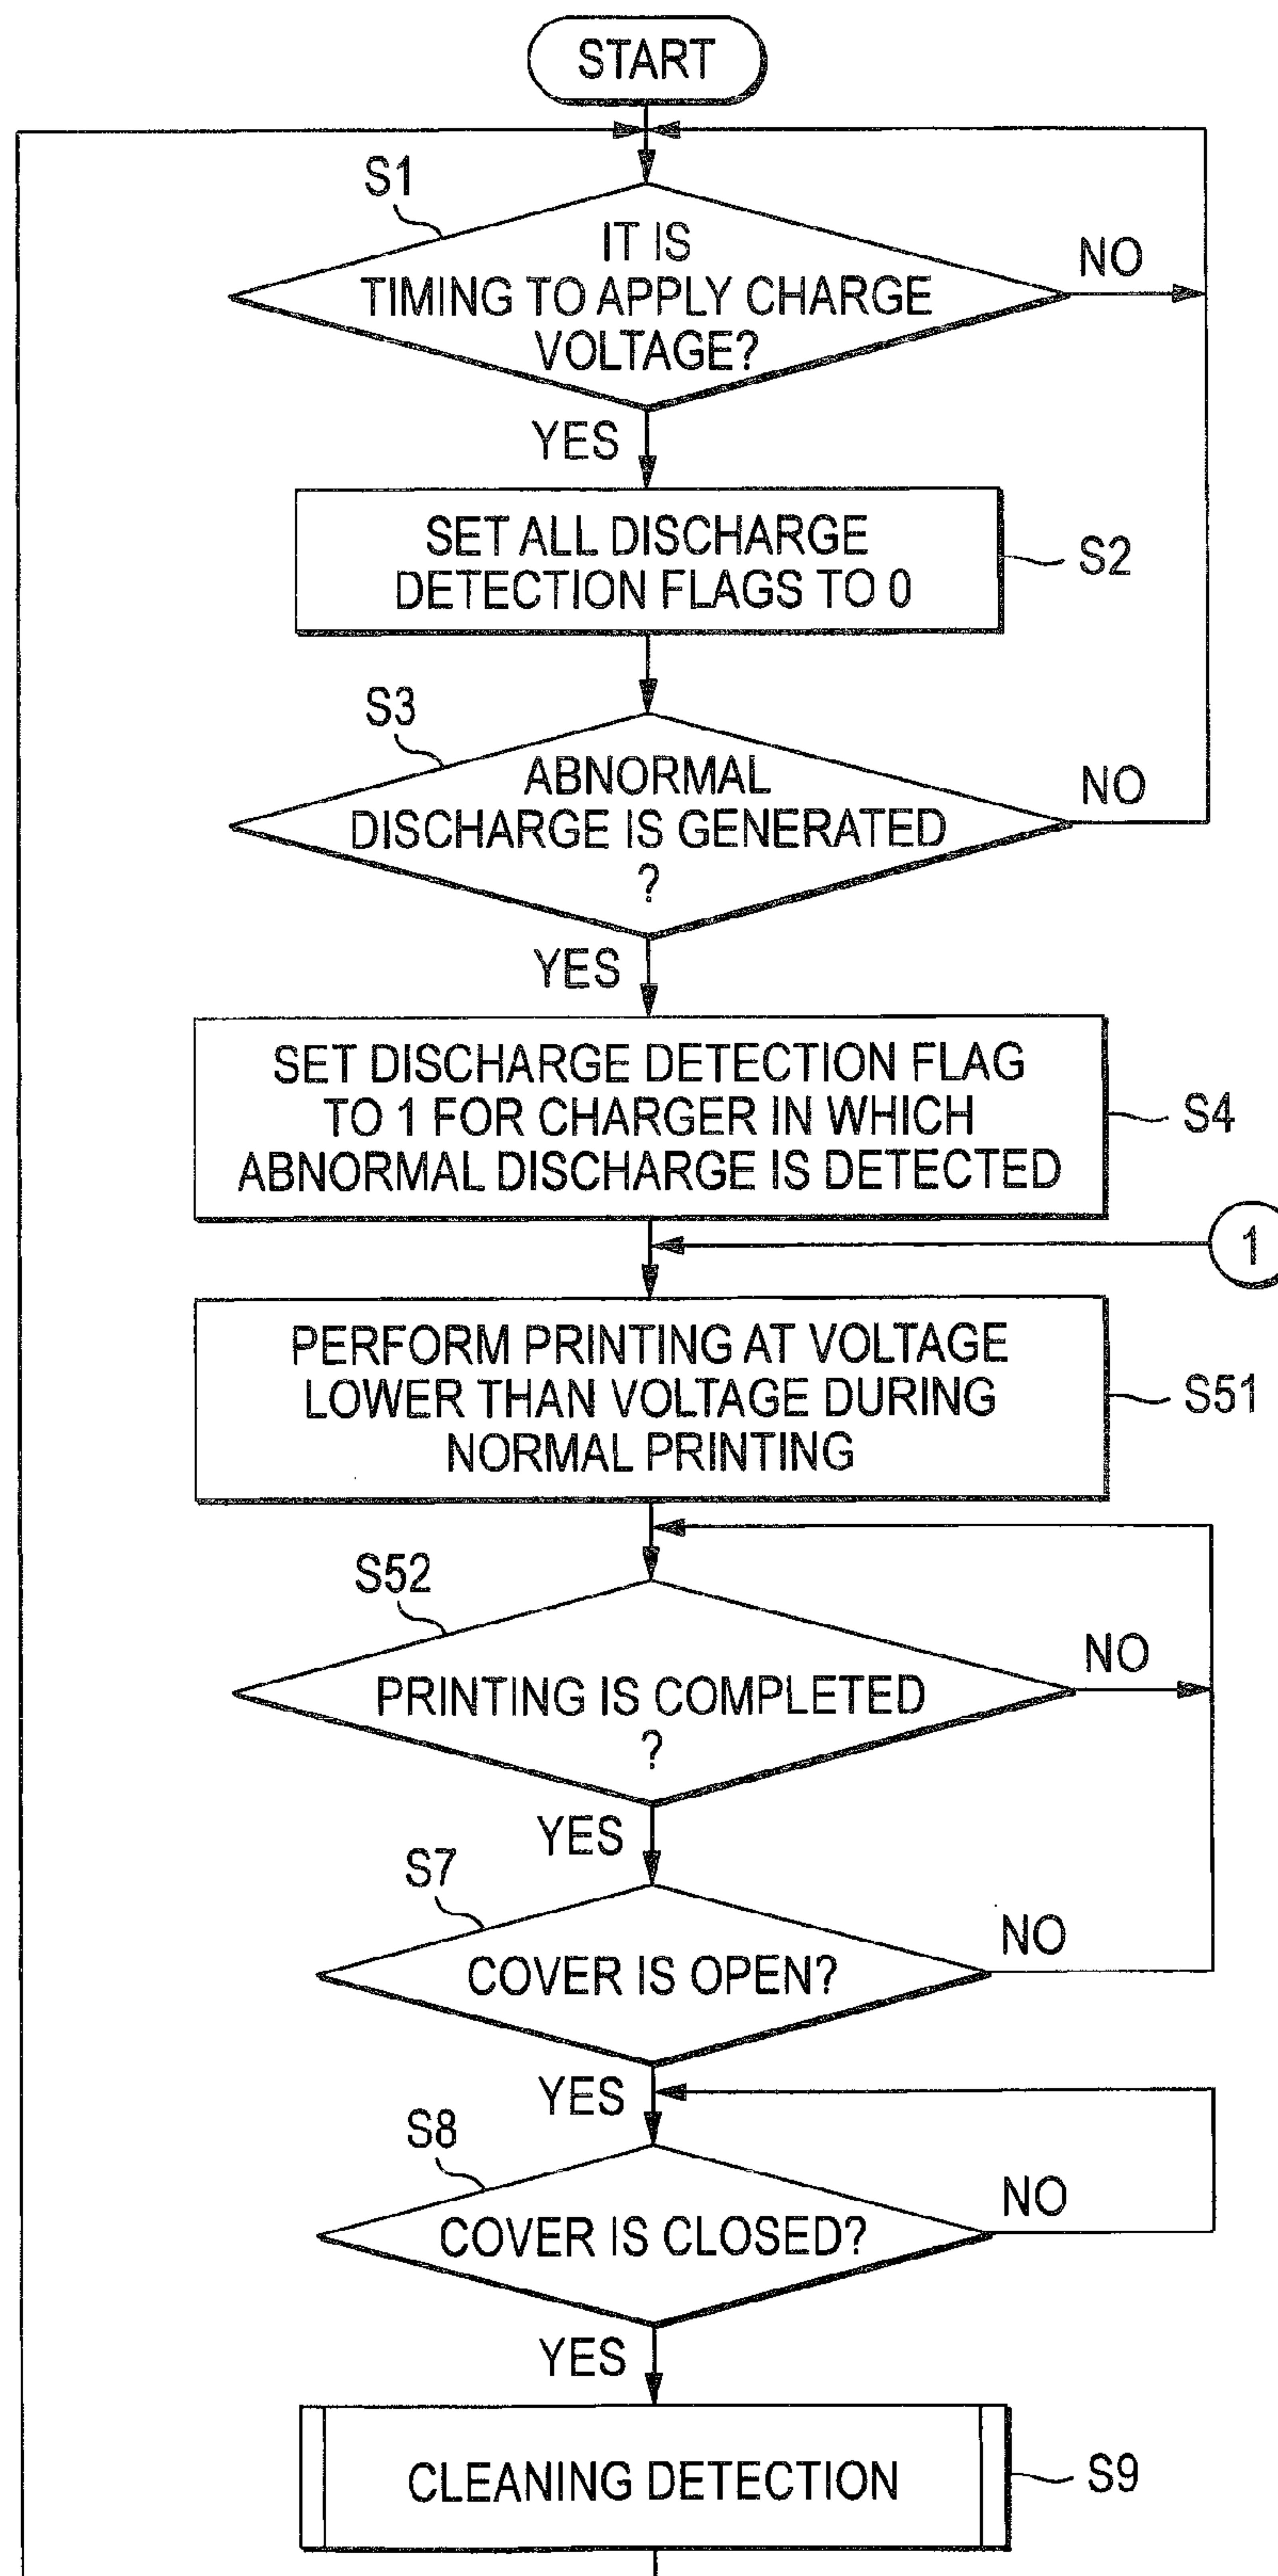 START
S1
IT IS
TIMING TO APPLY CHARGE
VOLTAGE?
NO
YES
SET ALL DISCHARGE
DETECTION FLAGS TO 0
S2
S3
ABNORMAL
DISCHARGE IS GENERATED
?
NO
YES
SET DISCHARGE DETECTION FLAG
TO 1 FOR CHARGER IN WHICH
ABNORMAL DISCHARGE IS DETECTED
S4
1
PERFORM PRINTING AT VOLTAGE
LOWER THAN VOLTAGE DURING
NORMAL PRINTING
S51
S52
PRINTING IS COMPLETED
?
NO
YES
S7
COVER IS OPEN?
NO
YES
S8
COVER IS CLOSED?
NO
YES
CLEANING DETECTION
S9